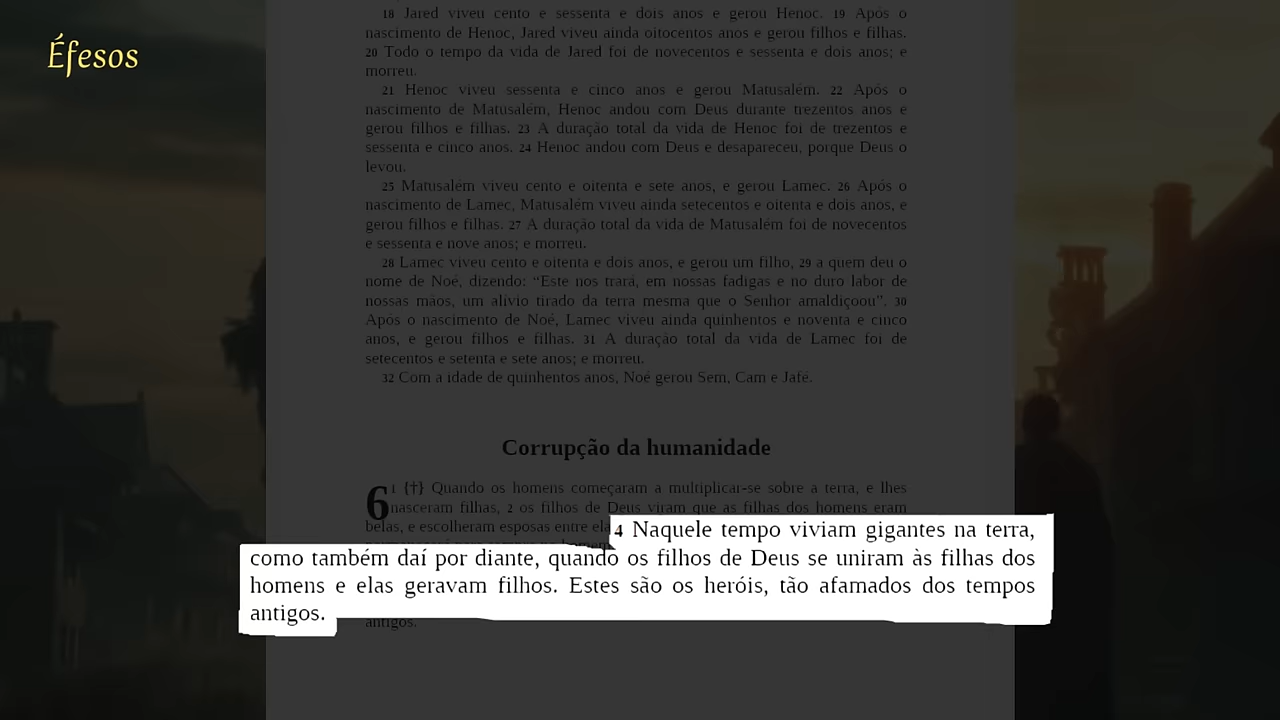 Éfesos
18 Jared viveu cento e sessenta e dois anos e gerou Henoc. 19 Após o
nascimento de Henoc, Jared viveu ainda oitocentos anos e gerou filhos e filhas.
20 Todo o tempo da vida de Jared foi de novecentos e sessenta e dois anos; e
morreu.
21 Henoc viveu sessenta e cinco anos e gerou Matusalém. 22 Após o
nascimento de Matusalém, Henoc andou com Deus durante trezentos anos e
gerou filhos e filhas. 23 A duração total da vida de Henoc foi de trezentos e
sessenta e cinco anos. 24 Henoc andou com Deus e desapareceu, porque Deus o
levou.
25 Matusalém viveu cento e oitenta e sete anos, e gerou Lamec. 26 Após o
nascimento de Lamec, Matusalém viveu ainda setecentos e oitenta e dois anos, e
gerou filhos e filhas. 27 A duração total da vida de Matusalém foi de novecentos
e sessenta e nove anos; e morreu.
28 Lamec viveu cento e oitenta e dois anos, e gerou um filho, 29 a quem deu o
nome de Noé, dizendo: “Este nos trará, em nossas fadigas e no duro labor de
nossas mãos, um alívio tirado da terra mesma que o Senhor amaldiçoou”. 30
Após o nascimento de Noé, Lamec viveu ainda quinhentos e noventa e cinco
anos, e gerou filhos e filhas. 31 A duração total da vida de Lamec foi de
setecentos e setenta e sete anos; e morreu.
32 Com a idade de quinhentos anos, Noé gerou Sem, Cam e Jafé.
Corrupção da humanidade
6 1 {†} Quando os homens começaram a multiplicar-se sobre a terra, e lhes
nasceram filhas, 2 os filhos de Deus viram que as filhas dos homens eram
belas, e escolheram esposas entre
4 Naquele tempo viviam gigantes na terra,
como também daí por diante, quando os filhos de Deus se uniram às filhas dos
homens e elas geravam filhos. Estes são os heróis, tão afamados dos tempos
antigos.
antigos.